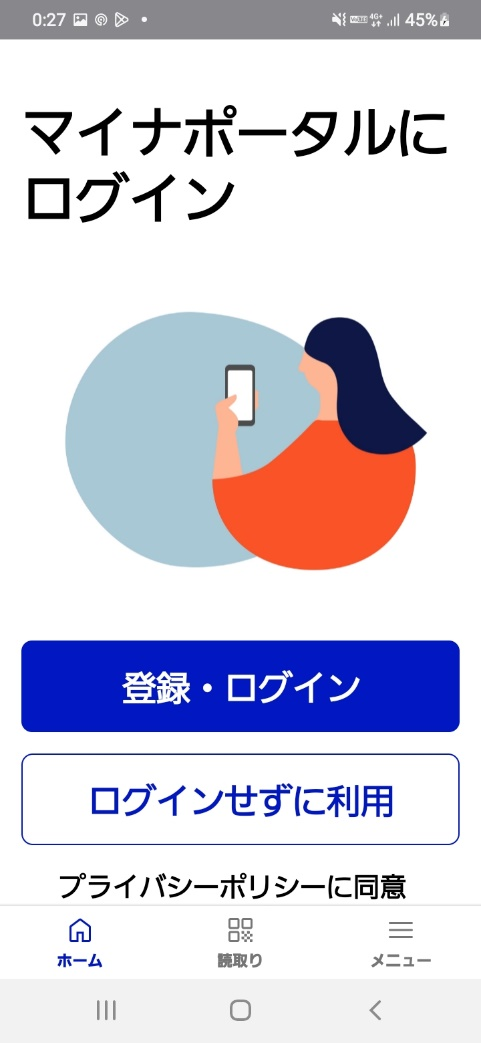 0:27
45%
マイナポータルに
ログイン
登録・ログイン
ログインせずに利用
プライバシーポリシーに同意
ホーム 読取り メニュー